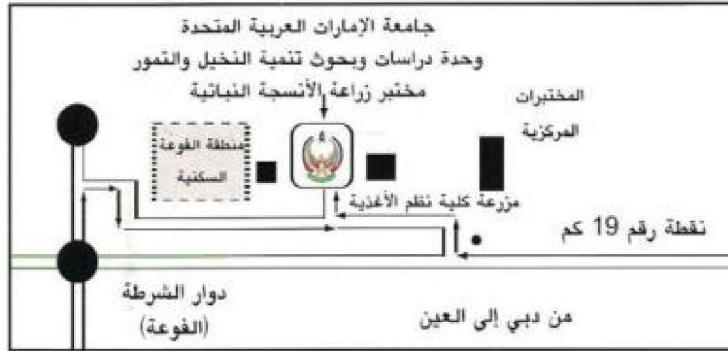 جامعة الإمارات العربية المتحدة
وحدة دراسات وبحوث تنمية النخيل والتمور
مختبر زراعة الأنسجة النباتية
المختبرات
المركزية
منطقة الفوعة
السكنية
مزرعة كلية نظم الأغذية
نقطة رقم 19 كم
دوار الشرطة
(الفوعة)
من دبي إلى العين